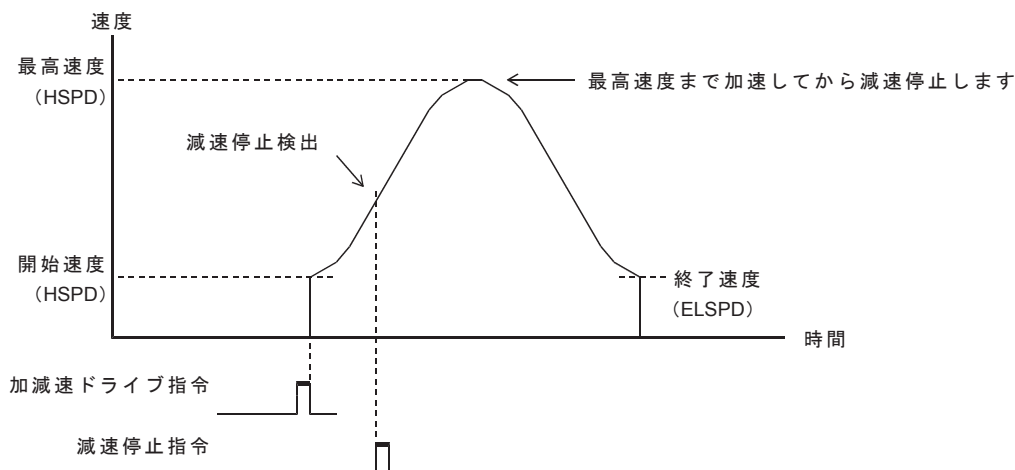 速度
最高速度
（HSPD）
最高速度まで加速してから減速停止します
減速停止検出
開始速度
（HSPD）
終了速度
（ELSPD）
時間
加減速ドライブ指令
減速停止指令